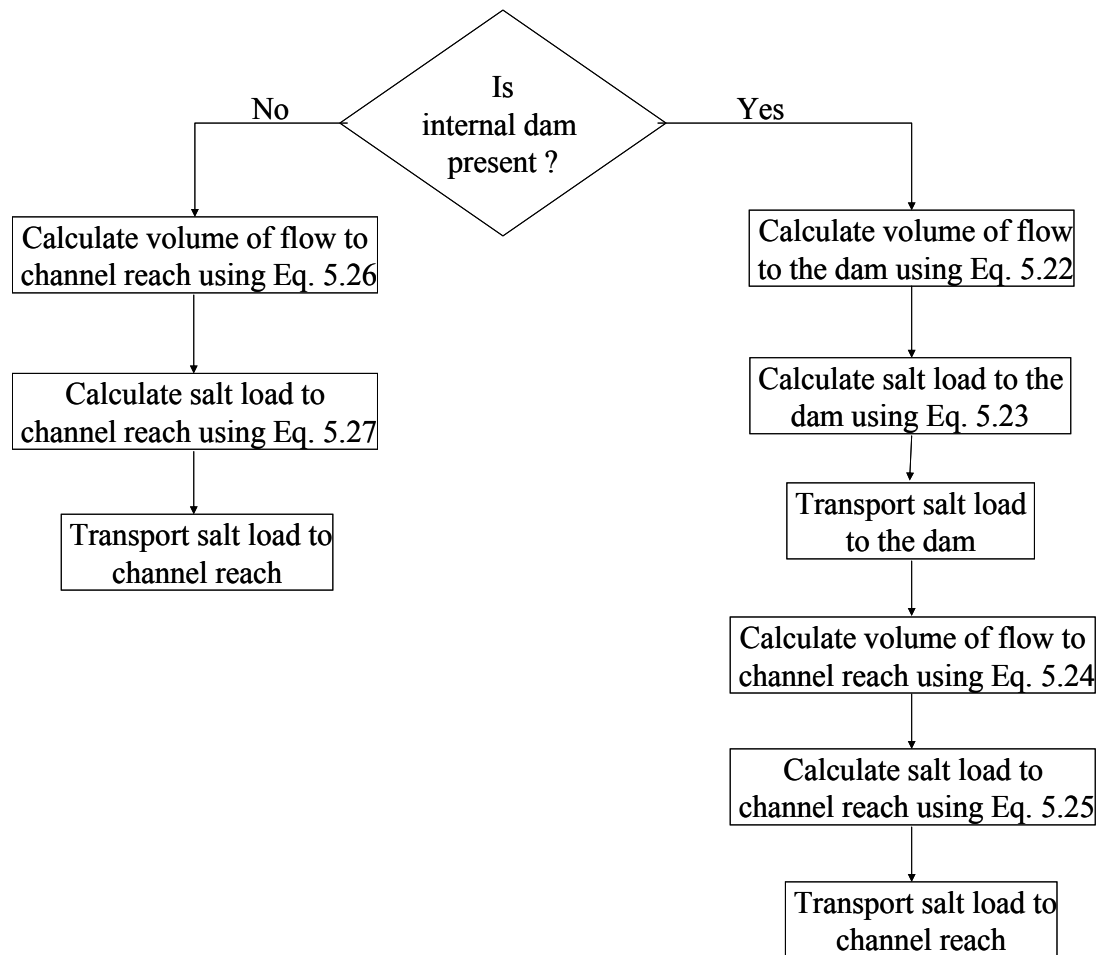 Is
internal dam
present ?
No
Yes
Calculate volume of flow to
channel reach using Eq. 5.26
Calculate salt load to
channel reach using Eq. 5.27
Transport salt load to
channel reach
Calculate volume of flow
to the dam using Eq. 5.22
Calculate salt load to the
dam using Eq. 5.23
Transport salt load
to the dam
Calculate volume of flow to
channel reach using Eq. 5.24
Calculate salt load to
channel reach using Eq. 5.25
Transport salt load to
channel reach